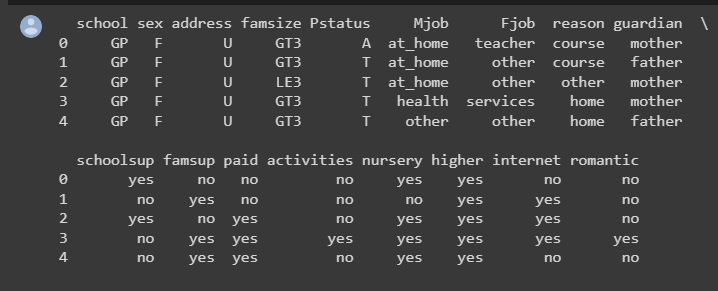 school sex address famsize Pstatus Mjob Fjob reason guardian \
0 GP F U GT3 A at_home teacher course mother
1 GP F U GT3 T at_home other course father
2 GP F U LE3 T at_home other other mother
3 GP F U GT3 T health services home mother
4 GP F U GT3 T other other home father
schoolsup famsup paid activities nursery higher internet romantic
0 yes no no no yes yes no no
1 no yes no no no yes yes no
2 yes no yes no yes yes yes no
3 no yes yes yes yes yes yes yes
4 no yes yes no yes yes no no